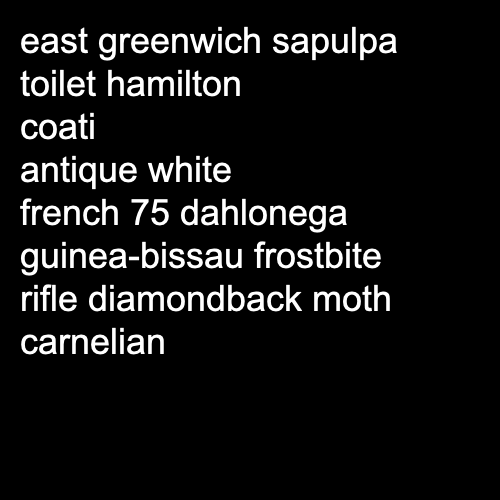 east greenwich sapulpa
toilet hamilton
coati
antique white
french 75 dahlonega
guinea-bissau frostbite
rifle diamondback moth
carnelian